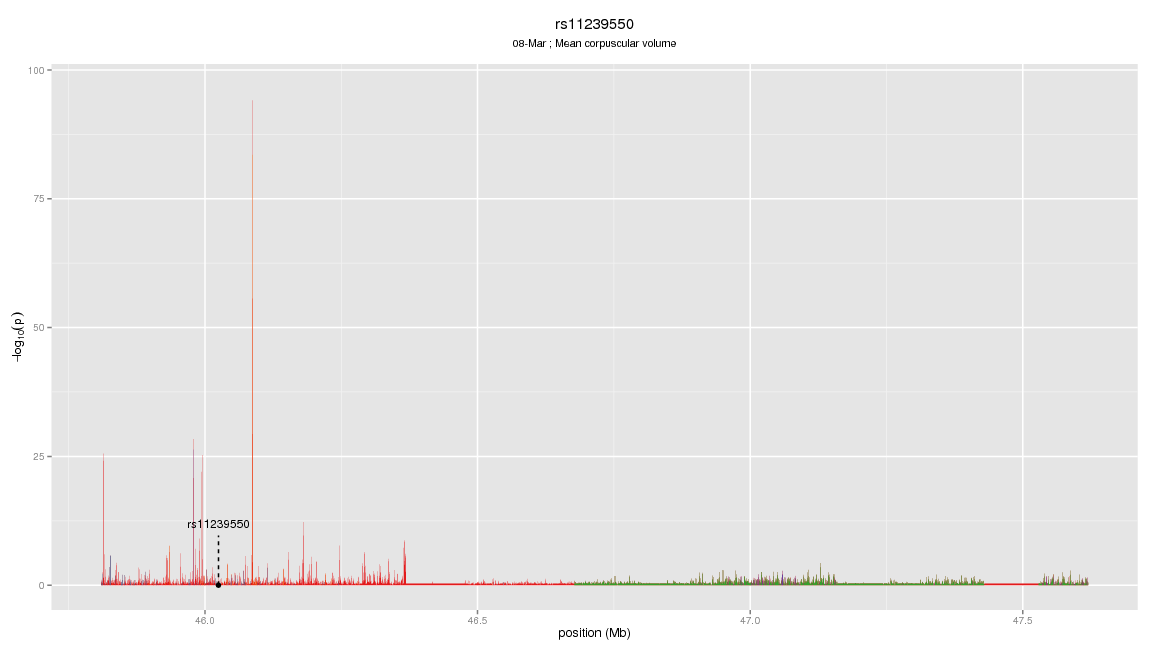 rs11239550
08-Mar ; Mean corpuscular volume
100
75
50
25
0
−log10(p)
rs11239550
46.0 46.5 47.0 47.5
position (Mb)